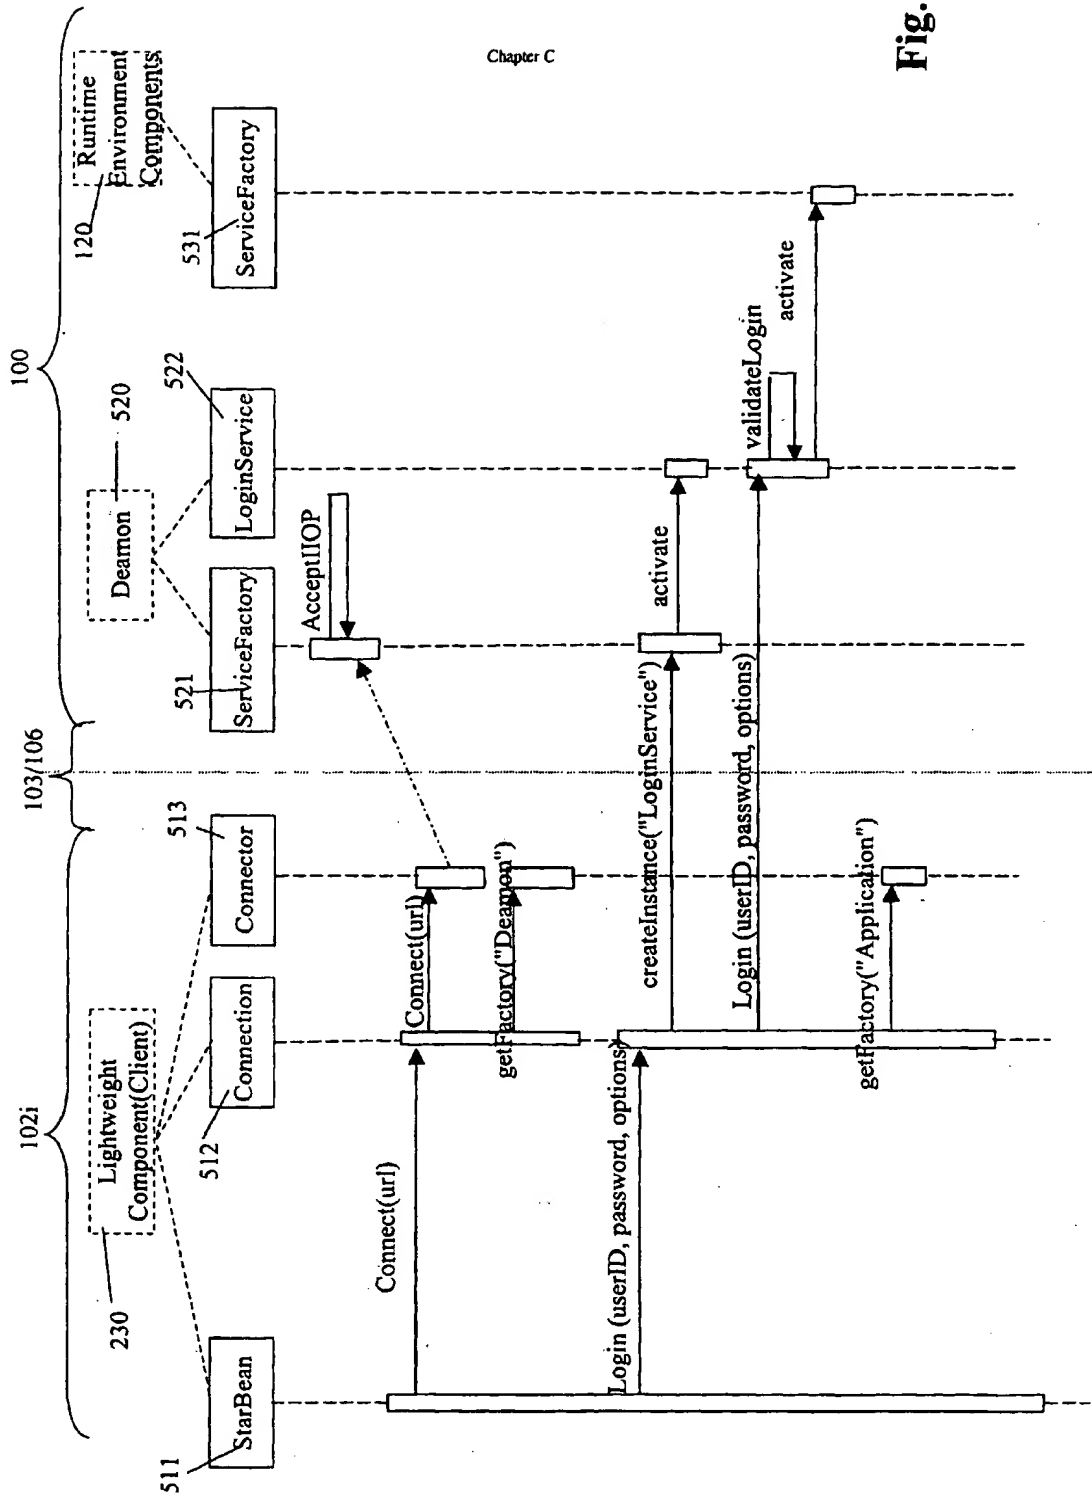 102i
103/106
100
230
Lightweight
Component(Client)
Deamon
520
120
Runtime
Environment
Components
511
StarBean
512
Connection
513
Connector
521
ServiceFactory
522
LoginService
531
ServiceFactory
Connect(url)
Connect(url)
AcceptIIOP
getFactory("Deamon")
Login (userID, password, options)
createInstance("LoginService")
activate
Login (userID, password, options)
validateLogin
activate
getFactory("Application")
Chapter C
Fig.